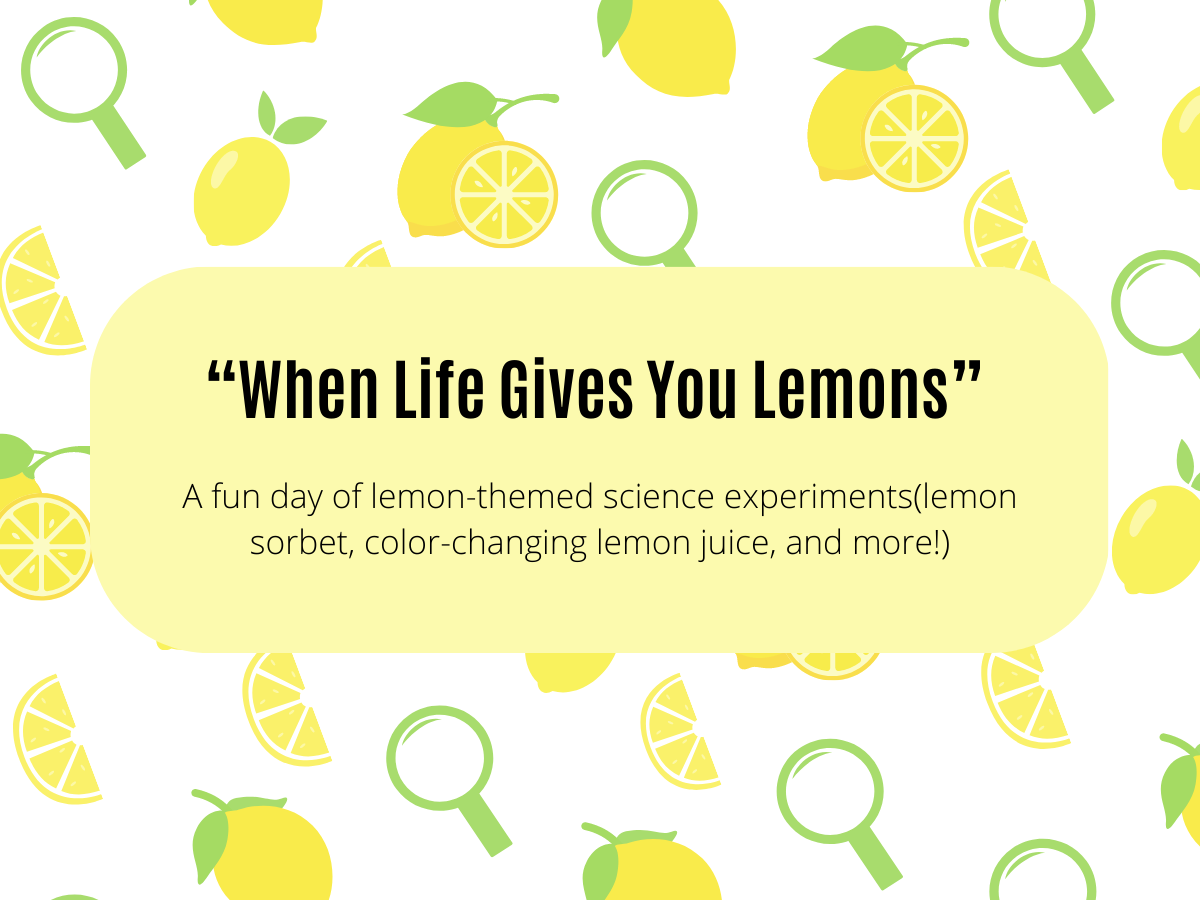 “When Life Gives You Lemons”
A fun day of lemon-themed science experiments(lemon
sorbet, color-changing lemon juice, and more!)